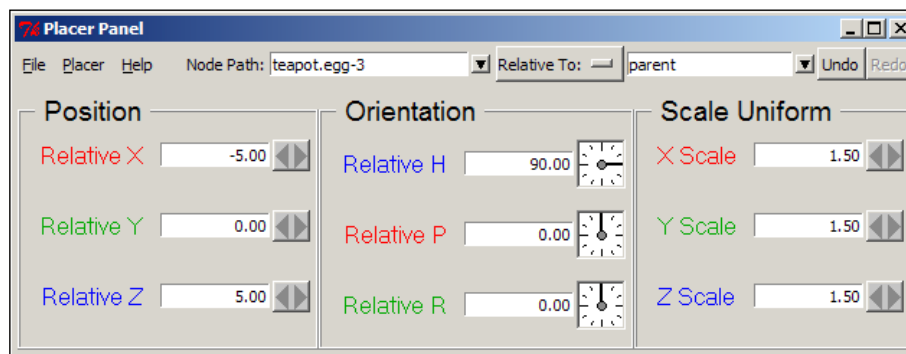 Placer Panel
File Placer Help Node Path: teapot.egg-3 Relative To: parent Undo Redo
Position Orientation Scale Uniform
Relative X -5.00 Relative H 90.00 X Scale 1.50
Relative Y 0.00 Relative P 0.00 Y Scale 1.50
Relative Z 5.00 Relative R 0.00 Z Scale 1.50